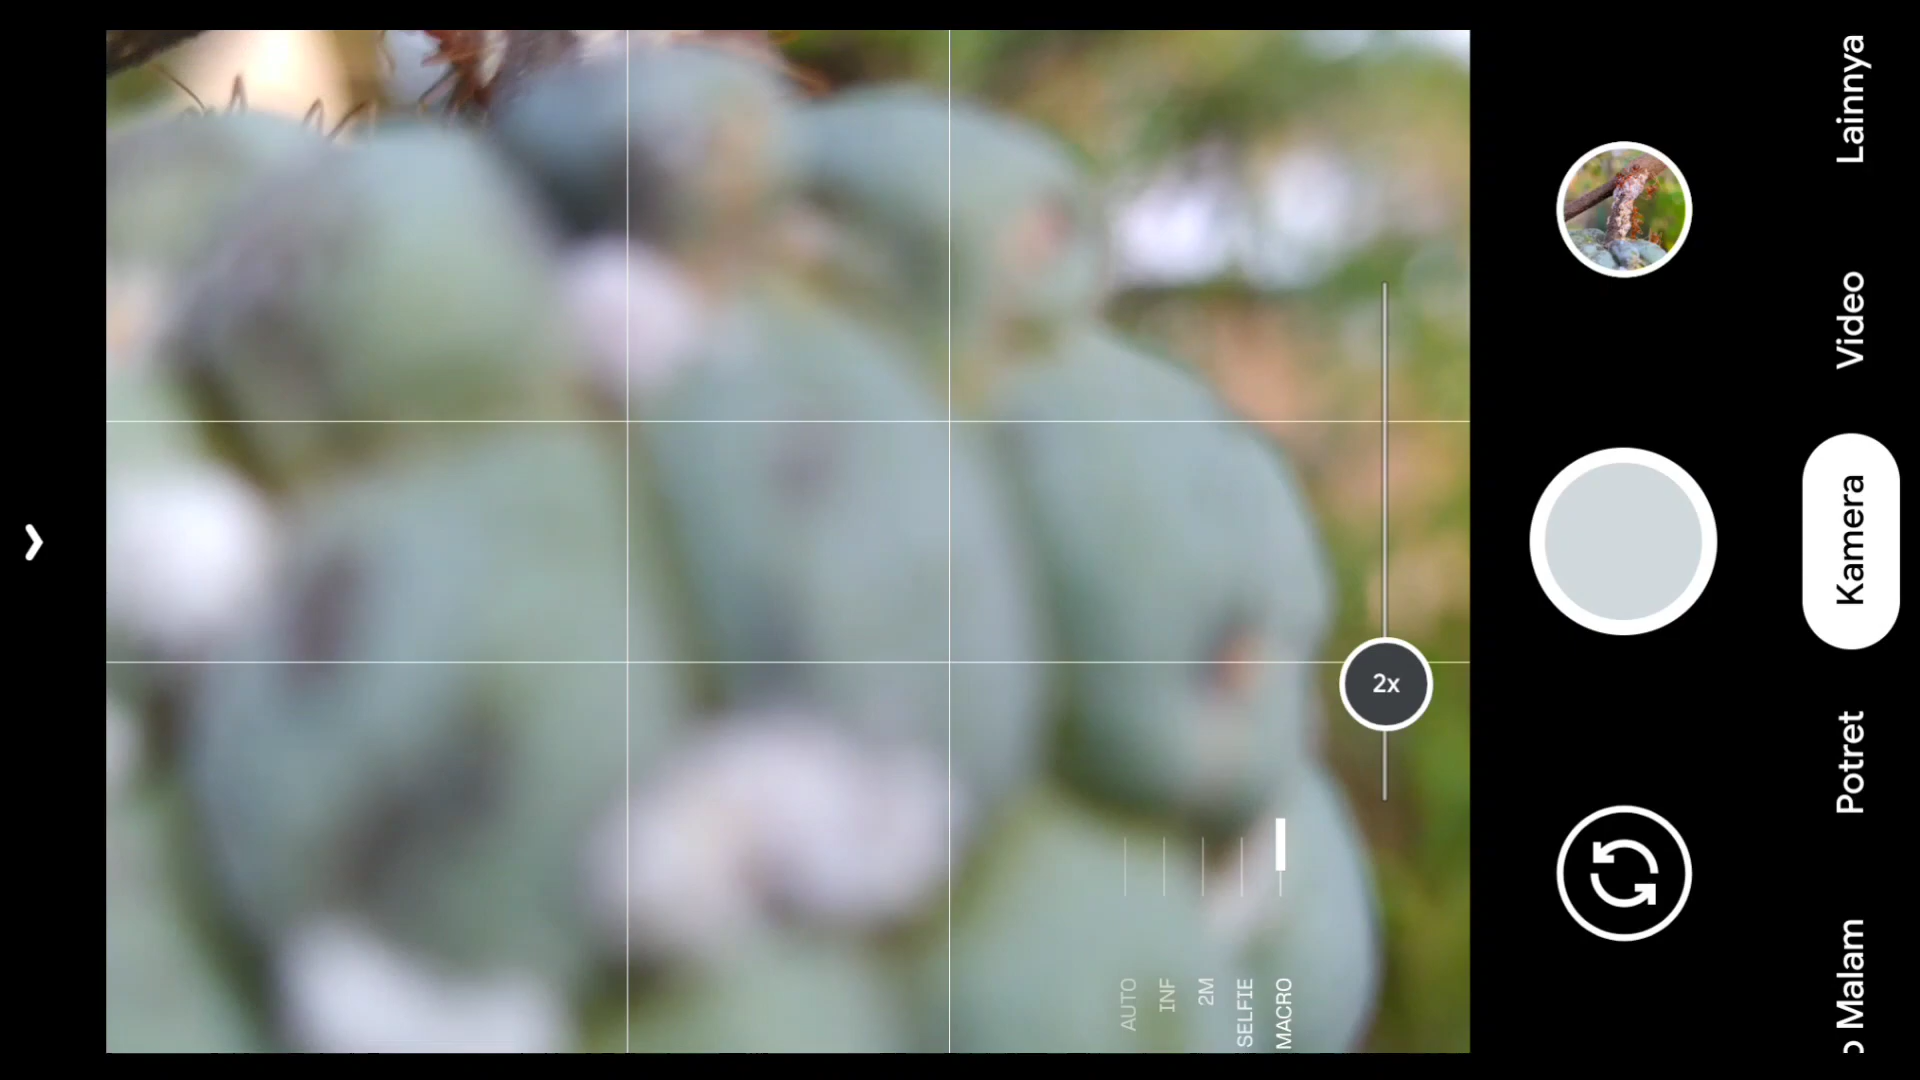 Lainnya
Video
Kamera
Potret
Malam
2x
AUTO
INF
2M
SELFIE
MACRO